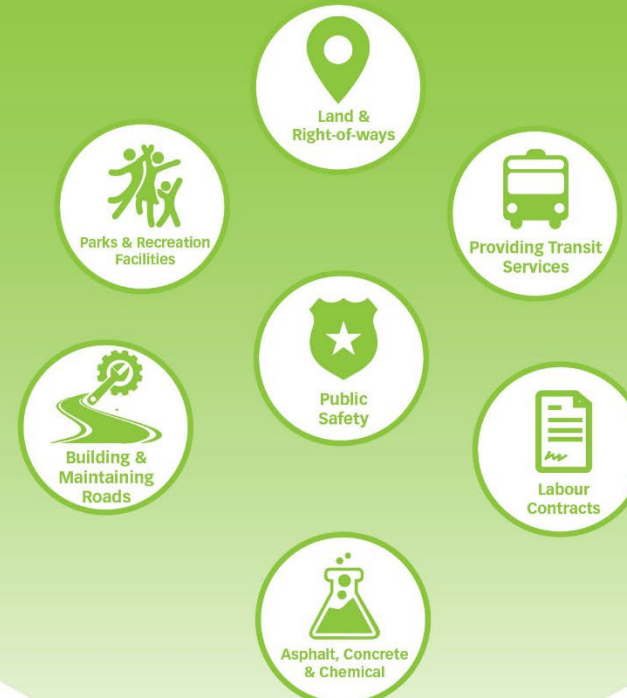 Land &
Right-of-ways
Parks & Recreation
Facilities
Providing Transit
Services
Public
Safety
Building &
Maintaining
Roads
Labour
Contracts
Asphalt, Concrete
& Chemical